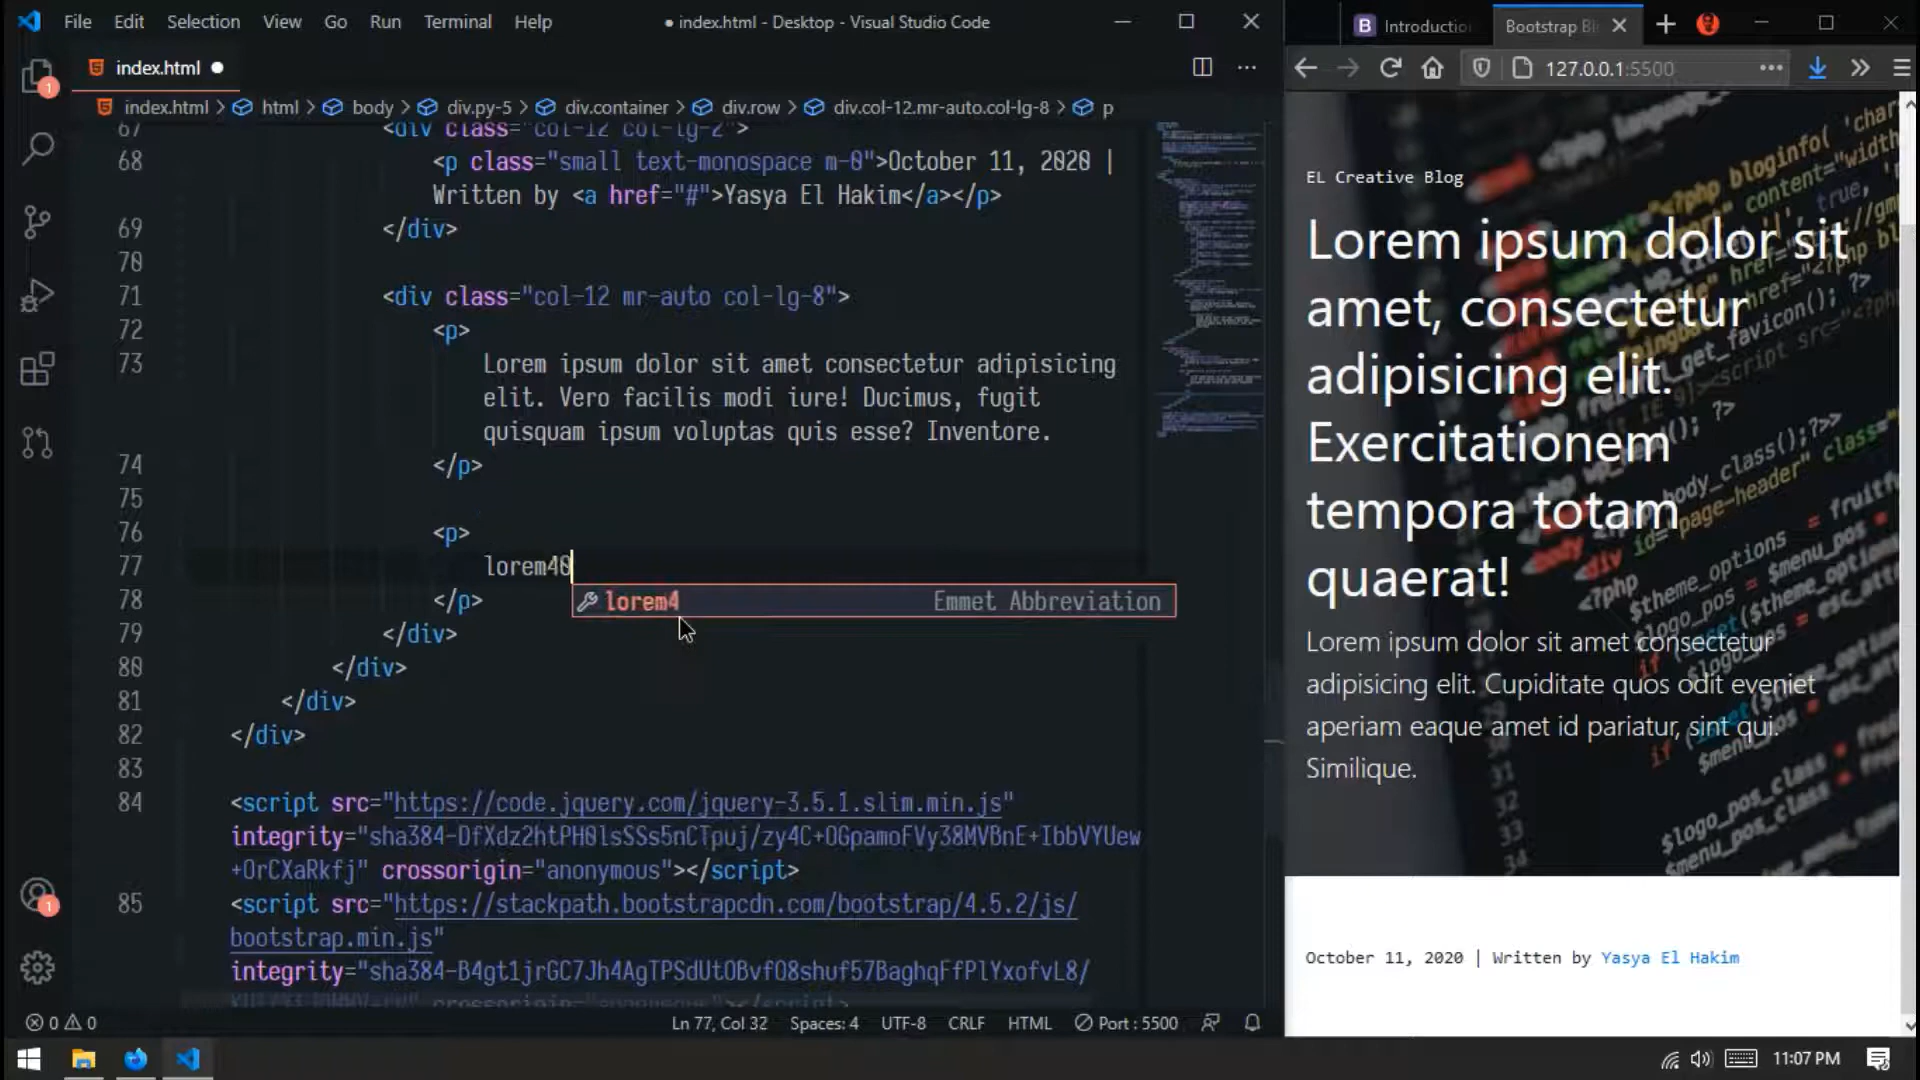 File Edit Selection View Go Run Terminal Help
● index.html - Desktop - Visual Studio Code
index.html
index.html > html > body > div.py-5 > div.container > div.row > div.col-12.mr-auto.col-lg-8 > p
67 <div class="col-12 col-lg-2">
68 <p class="small text-monospace m-0">October 11, 2020 |
Written by <a href="#">Yasya El Hakim</a></p>
69 </div>
70
71 <div class="col-12 mr-auto col-lg-8">
72 <p>
73 Lorem ipsum dolor sit amet consectetur adipisicing
elit. Vero facilis modi iure! Ducimus, fugit
quisquam ipsum voluptas quis esse? Inventore.
74 </p>
75
76 <p>
77 lorem40
lorem4 Emmet Abbreviation
78 </p>
79 </div>
80 </div>
81 </div>
82 </div>
83
84 <script src="https://code.jquery.com/jquery-3.5.1.slim.min.js"
integrity="sha384-DfXdz2htPH0lsSSs5nCTpuj/zy4C+OGpamoFVy38MVBnE+IbbVYUew
+OrCXaRkfj" crossorigin="anonymous"></script>
85 <script src="https://stackpath.bootstrapcdn.com/bootstrap/4.5.2/js/
bootstrap.min.js"
integrity="sha384-B4gt1jrGC7Jh4AgTPSdUtOBvfO8shuf57BaghqFfPlYxofvL8/
0 0
Ln 77, Col 32 Spaces: 4 UTF-8 CRLF HTML Port : 5500
B Introductio
Bootstrap Bl
127.0.0.1:5500
EL Creative Blog
Lorem ipsum dolor sit
amet, consectetur
adipisicing elit.
Exercitationem
tempora totam
quaerat!
Lorem ipsum dolor sit amet consectetur
adipisicing elit. Cupiditate quos odit eveniet
aperiam eaque amet id pariatur, sint qui.
Similique.
October 11, 2020 | Written by Yasya El Hakim
11:07 PM